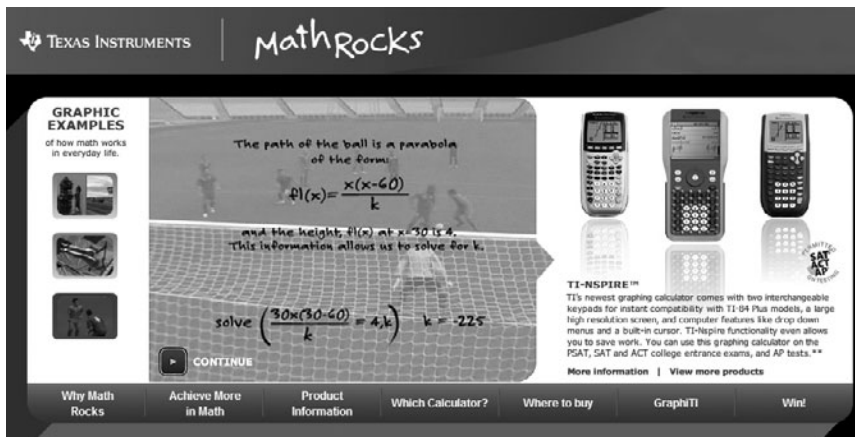 TEXAS INSTRUMENTS
MATHROCKS
GRAPHIC
EXAMPLES
of how math works
in everyday life.
The path of the ball is a parabola
of the form:
f1(x)= x(x-60)
k
and the height, f1(x) at x=30 is 4.
This information allows us to solve for k.
solve (30x(30-60) = 4,k) k = -225
k
CONTINUE
PERMITTED
SAT
ACT
AP
ON TESTING
TI-NSPIRE™
TI's newest graphing calculator comes with two interchangeable
keypads for instant compatibility with TI-84 Plus models, a large
high resolution screen, and computer features like drop down
menus and a built-in cursor. TI-Nspire functionality even allows
you to save work. You can use this graphing calculator on the
PSAT, SAT and ACT college entrance exams, and AP tests.**
More information | View more products
Why Math
Rocks
Achieve More
in Math
Product
Information
Which Calculator?
Where to buy
GraphiTI
Win!